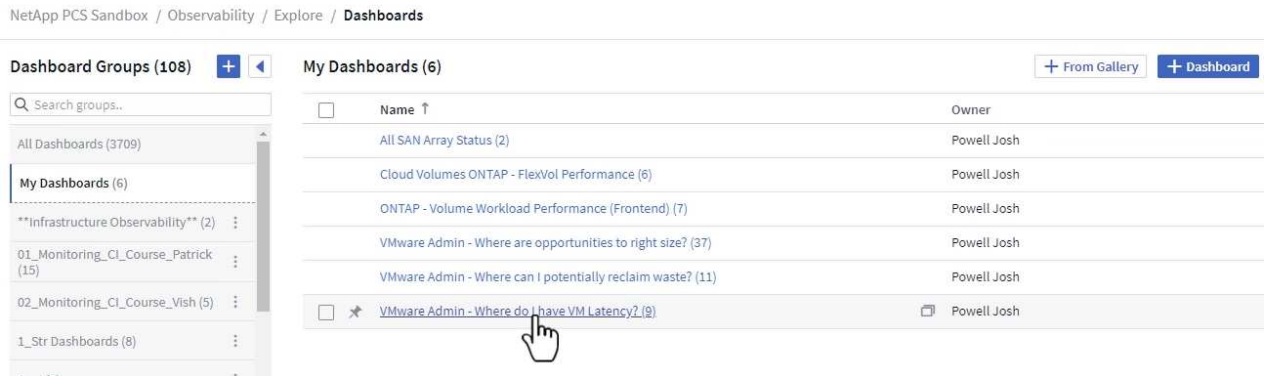 NetApp PCS Sandbox / Observability / Explore / Dashboards
Dashboard Groups (108)
+
Search groups..
All Dashboards (3709)
My Dashboards (6)
**Infrastructure Observability** (2)
01_Monitoring_CI_Course_Patrick
(15)
02_Monitoring_CI_Course_Vish (5)
1_Str Dashboards (8)
My Dashboards (6)
+ From Gallery
+ Dashboard
Name ↑
Owner
All SAN Array Status (2)
Powell Josh
Cloud Volumes ONTAP - FlexVol Performance (6)
Powell Josh
ONTAP - Volume Workload Performance (Frontend) (7)
Powell Josh
VMware Admin - Where are opportunities to right size? (37)
Powell Josh
VMware Admin - Where can I potentially reclaim waste? (11)
Powell Josh
VMware Admin - Where do I have VM Latency? (9)
Powell Josh